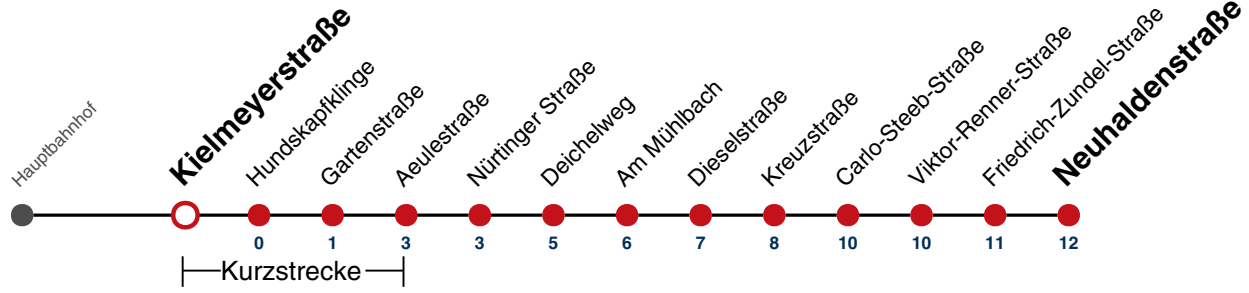 Hauptbahnhof
Kielmeyerstraße
Hundskapfklinge
Gartenstraße
Aeulestraße
Nürtinger Straße
Deichelweg
Am Mühlbach
Dieselstraße
Kreuzstraße
Carlo-Steeb-Straße
Viktor-Renner-Straße
Friedrich-Zundel-Straße
Neuhaldenstraße
0 1 3 3 5 6 7 8 10 10 11 12
Kurzstrecke